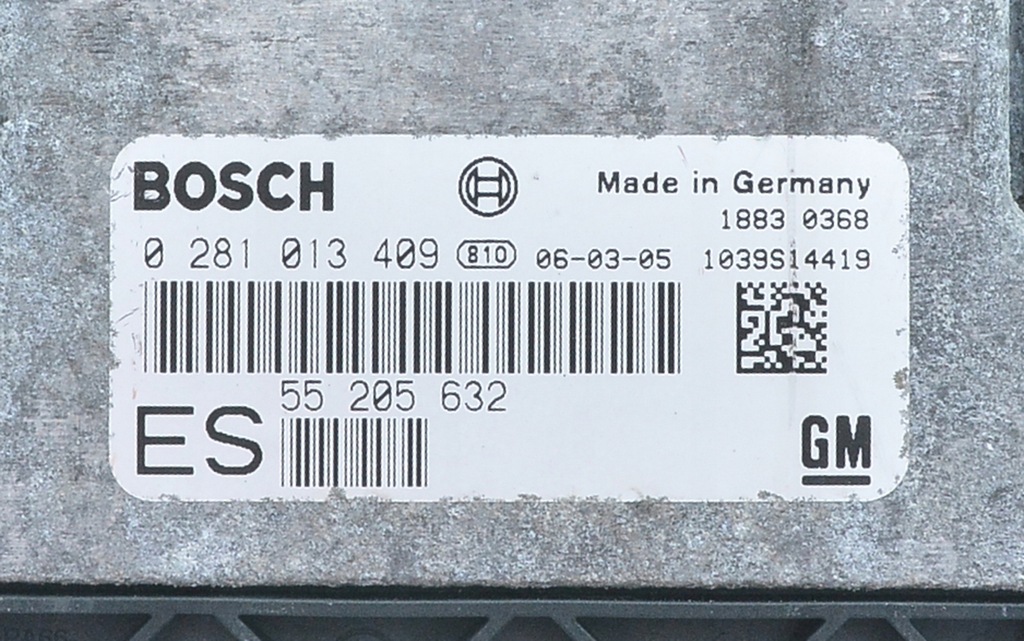 BOSCH
Made in Germany
1883 0368
0 281 013 409 810 06-03-05 1039S14419
55 205 632
ES
GM